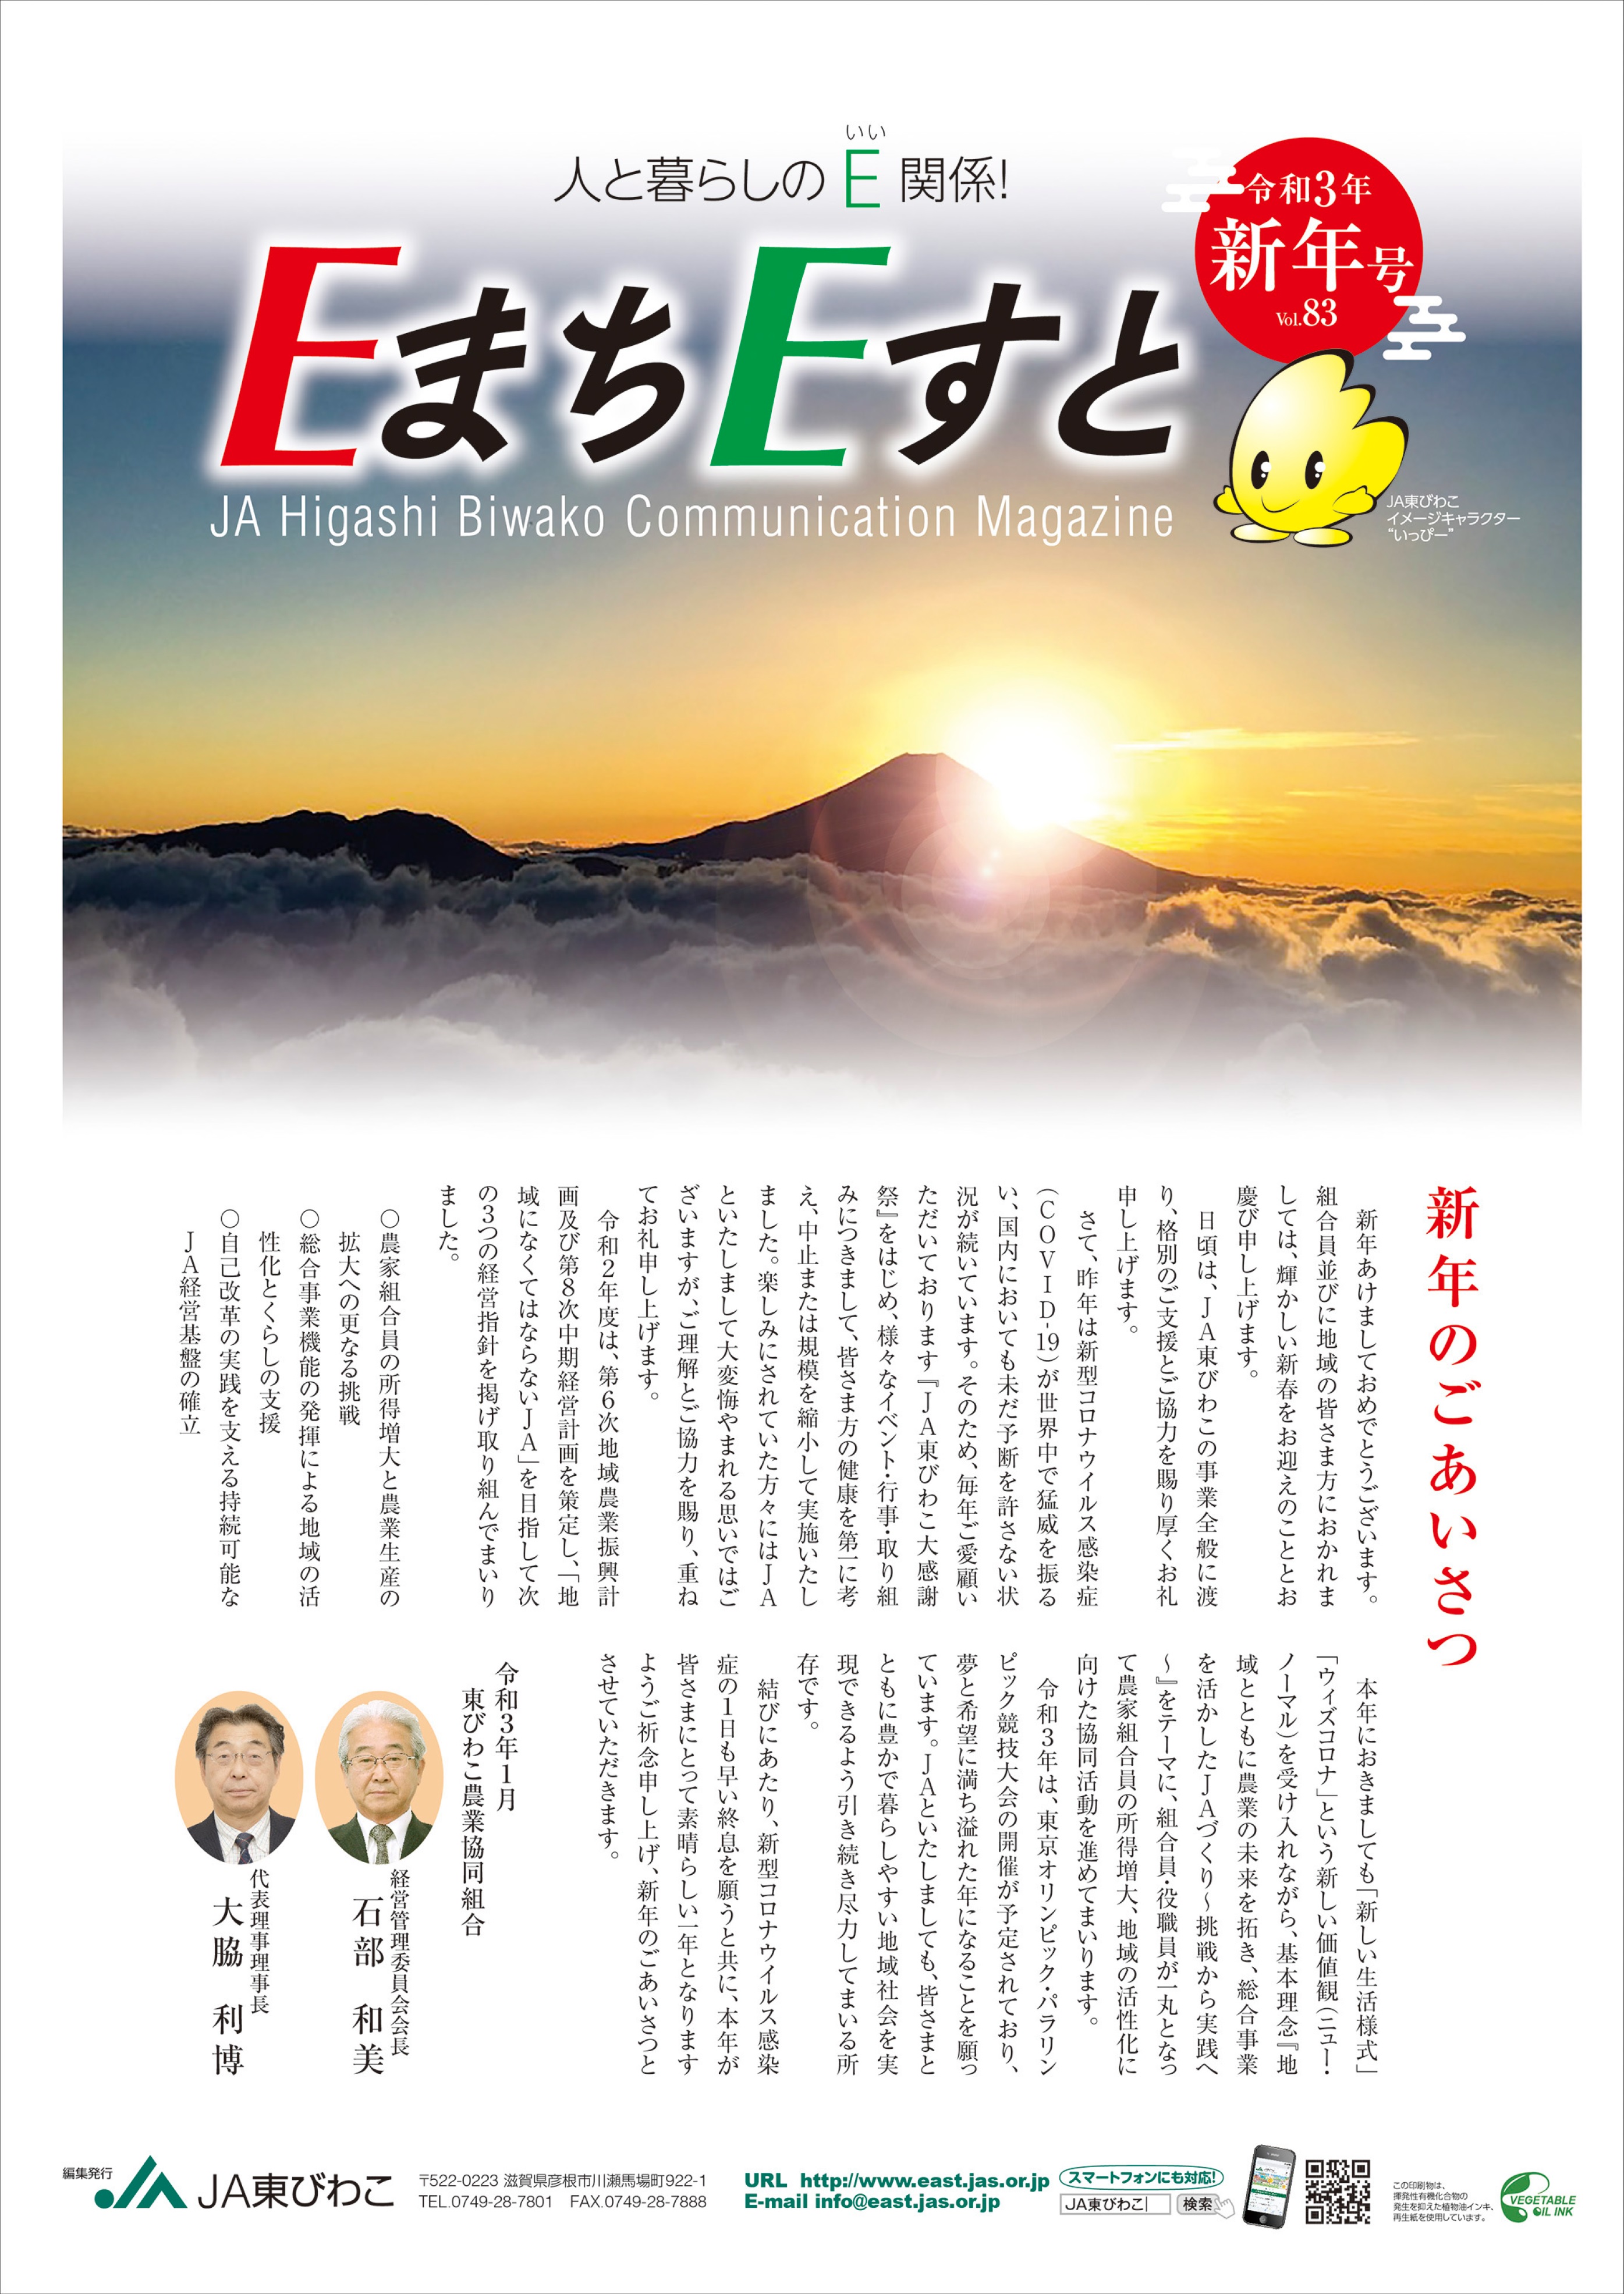 いい
人と暮らしのE関係!
EまちEすと
JA Higashi Biwako Communication Magazine
令和3年
新年号
Vol.83
JA東びわこ
イメージキャラクター
“いっぴー”
新年のごあいさつ
新年あけましておめでとうございます。
組合員並びに地域の皆さま方におかれま
しては、輝かしい新春をお迎えのこととお
慶び申し上げます。
日頃は、JA東びわこの事業全般に渡
り、格別のご支援とご協力を賜り厚くお礼
申し上げます。
さて、昨年は新型コロナウイルス感染症
(COVID-19)が世界中で猛威を振る
い、国内においても未だ予断を許さない状
況が続いています。そのため、毎年ご愛顧い
ただいております『JA東びわこ大感謝
祭』をはじめ、様々なイベント・行事・取り組
みにつきまして、皆さま方の健康を第一に考
え、中止または規模を縮小して実施いたし
ました。楽しみにされていた方々にはJA
といたしまして大変悔やまれる思いではご
ざいますが、ご理解とご協力を賜り、重ね
てお礼申し上げます。
令和2年度は、第6次地域農業振興計
画及び第8次中期経営計画を策定し、「地
域になくてはならないJA」を目指して次
の3つの経営指針を掲げ取り組んでまいり
ました。
○農家組合員の所得増大と農業生産の
拡大への更なる挑戦
○総合事業機能の発揮による地域の活
性化とくらしの支援
○自己改革の実践を支える持続可能な
JA経営基盤の確立
本年におきましても「新しい生活様式」
「ウィズコロナ」という新しい価値観(ニュー・
ノーマル)を受け入れながら、基本理念『地
域とともに農業の未来を拓き、総合事業
を活かしたJAづくり〜挑戦から実践へ
〜』をテーマに、組合員・役職員が一丸となっ
て農家組合員の所得増大、地域の活性化に
向けた協同活動を進めてまいります。
令和3年は、東京オリンピック・パラリン
ピック競技大会の開催が予定されており、
夢と希望に満ち溢れた年になることを願っ
ています。JAといたしましても、皆さまと
ともに豊かで暮らしやすい地域社会を実
現できるよう引き続き尽力してまいる所
存です。
結びにあたり、新型コロナウイルス感染
症の1日も早い終息を願うと共に、本年が
皆さまにとって素晴らしい一年となります
ようご祈念申し上げ、新年のごあいさつと
させていただきます。
令和3年1月
東びわこ農業協同組合
経営管理委員会会長
石部 和美
代表理事理事長
大脇 利博
編集発行
JA東びわこ
〒522-0223 滋賀県彦根市川瀬馬場町922-1
TEL.0749-28-7801 FAX.0749-28-7888
URL http://www.east.jas.or.jp
E-mail info@east.jas.or.jp
スマートフォンにも対応!
JA東びわこ 検索
この印刷物は、
揮発性有機化合物の
発生を抑えた植物油インキ、
再生紙を使用しています。
VEGETABLE
OIL INK